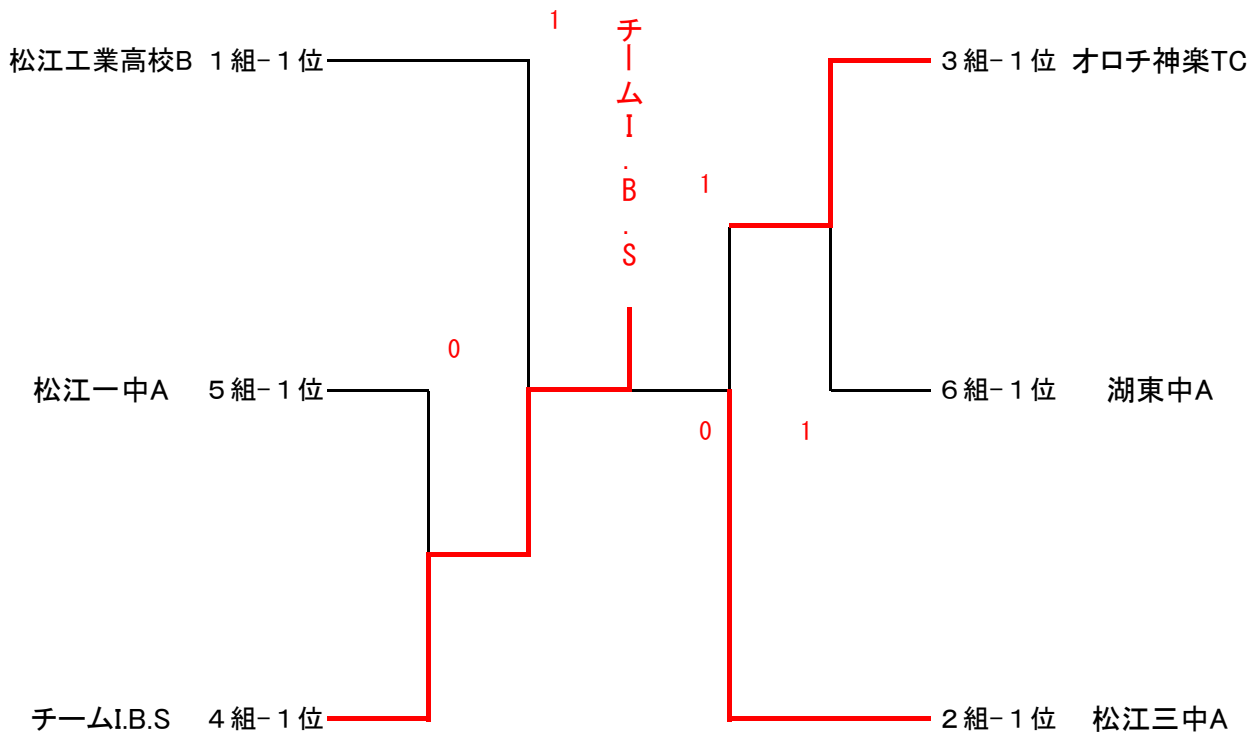 1
チームI.B.S
松江工業高校B 1組-1位
3組-1位 オロチ神楽TC
1
0
松江一中A 5組-1位
6組-1位 湖東中A
0 1
チームI.B.S 4組-1位
2組-1位 松江三中A